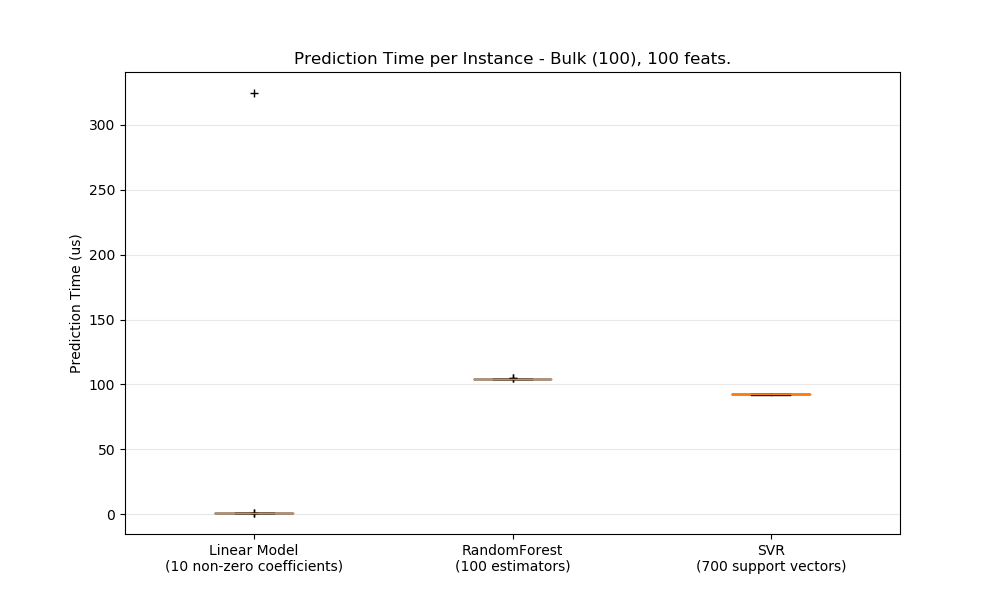 Prediction Time per Instance - Bulk (100), 100 feats.
Prediction Time (us)
300
250
200
150
100
50
0
Linear Model
(10 non-zero coefficients)
RandomForest
(100 estimators)
SVR
(700 support vectors)